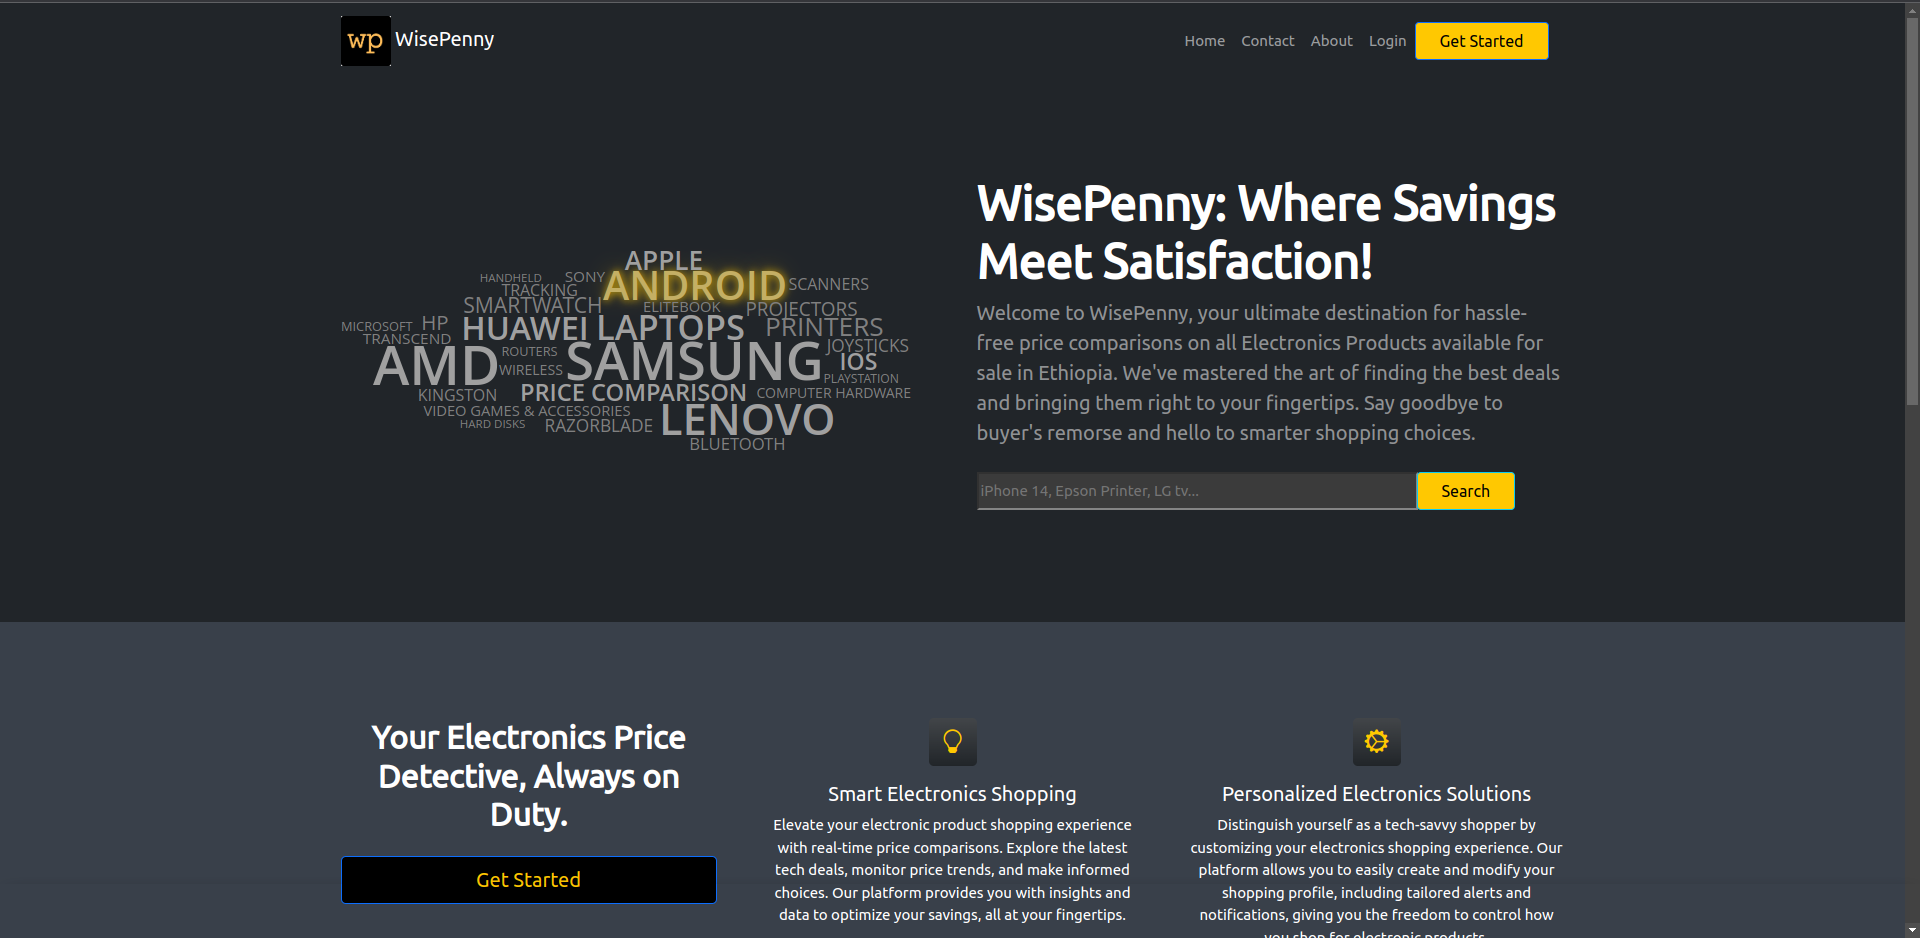 wp WisePenny
Home Contact About Login Get Started
APPLE
HANDHELD SONY ANDROID SCANNERS
TRACKING
SMARTWATCH ELITEBOOK PROJECTORS
MICROSOFT HP HUAWEI LAPTOPS PRINTERS
TRANSCEND JOYSTICKS
AMD ROUTERS SAMSUNG IOS
WIRELESS PLAYSTATION
KINGSTON PRICE COMPARISON COMPUTER HARDWARE
VIDEO GAMES & ACCESSORIES LENOVO
HARD DISKS RAZORBLADE
BLUETOOTH
WisePenny: Where Savings
Meet Satisfaction!
Welcome to WisePenny, your ultimate destination for hassle-
free price comparisons on all Electronics Products available for
sale in Ethiopia. We've mastered the art of finding the best deals
and bringing them right to your fingertips. Say goodbye to
buyer's remorse and hello to smarter shopping choices.
iPhone 14, Epson Printer, LG tv... Search
Your Electronics Price
Detective, Always on
Duty.
Get Started
Smart Electronics Shopping
Elevate your electronic product shopping experience
with real-time price comparisons. Explore the latest
tech deals, monitor price trends, and make informed
choices. Our platform provides you with insights and
data to optimize your savings, all at your fingertips.
Personalized Electronics Solutions
Distinguish yourself as a tech-savvy shopper by
customizing your electronics shopping experience. Our
platform allows you to easily create and modify your
shopping profile, including tailored alerts and
notifications, giving you the freedom to control how
you shop for electronic products.